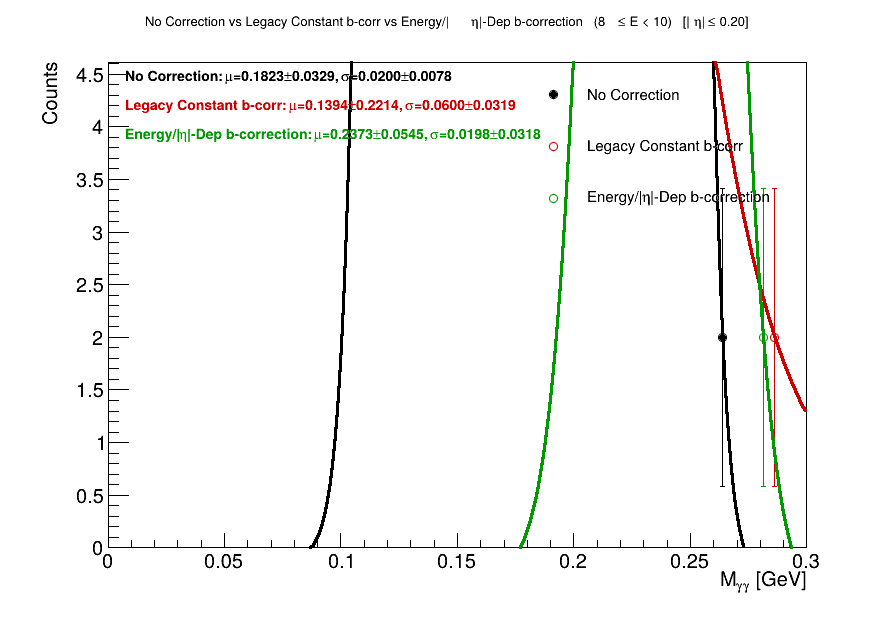 No Correction vs Legacy Constant b-corr vs Energy/| η|-Dep b-correction (8 ≤ E < 10) [| η| ≤ 0.20]
Counts
No Correction: μ=0.1823±0.0329, σ=0.0200±0.0078
Legacy Constant b-corr: μ=0.1394±0.2214, σ=0.0600±0.0319
Energy/|η|-Dep b-correction: μ=0.2373±0.0545, σ=0.0198±0.0318
No Correction
Legacy Constant b-corr
Energy/|η|-Dep b-correction
4.5
4
3.5
3
2.5
2
1.5
1
0.5
0
0 0.05 0.1 0.15 0.2 0.25 0.3
Mγγ [GeV]